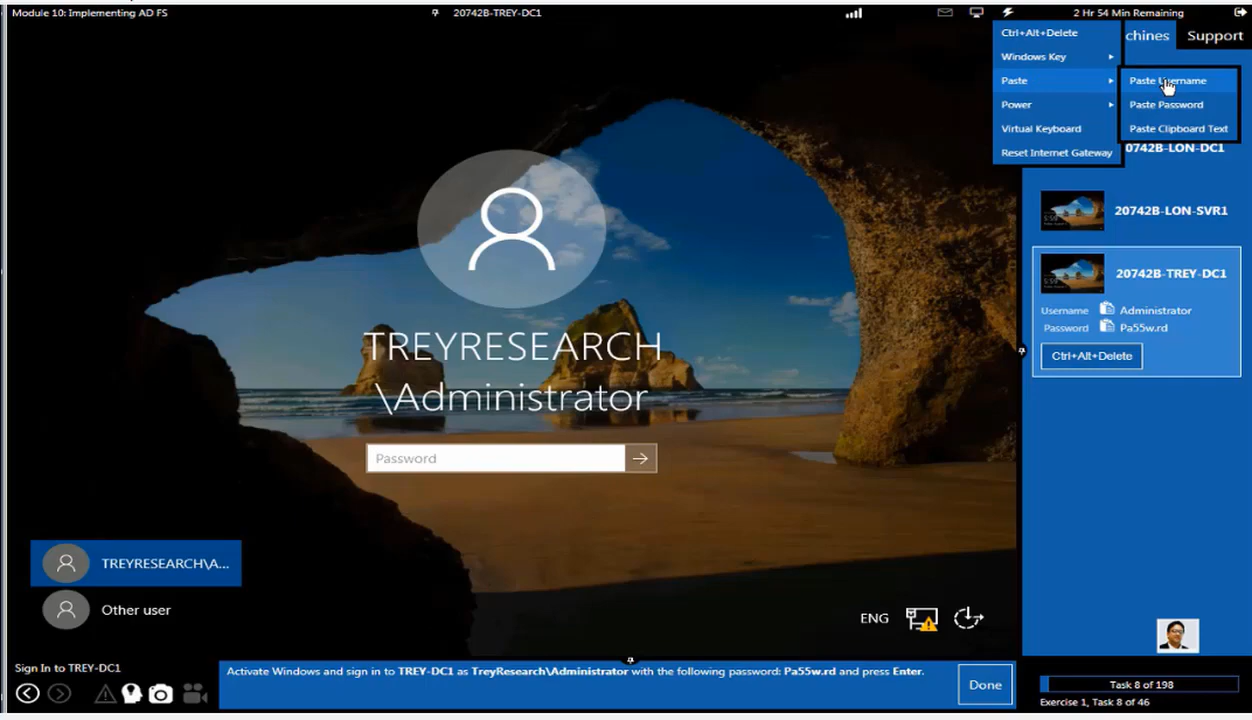 Module 10: Implementing AD FS
20742B-TREY-DC1
2 Hr 54 Min Remaining
Ctrl+Alt+Delete
Windows Key
Paste
Power
Virtual Keyboard
Reset Internet Gateway
Paste Username
Paste Password
Paste Clipboard Text
chines
Support
0742B-LON-DC1
20742B-LON-SVR1
20742B-TREY-DC1
Username Administrator
Password Pa55w.rd
Ctrl+Alt+Delete
TREYRESEARCH
\Administrator
Password
TREYRESEARCH\A...
Other user
ENG
Sign In to TREY-DC1
Activate Windows and sign in to TREY-DC1 as TreyResearch\Administrator with the following password: Pa55w.rd and press Enter.
Done
Task 8 of 198
Exercise 1, Task 8 of 46